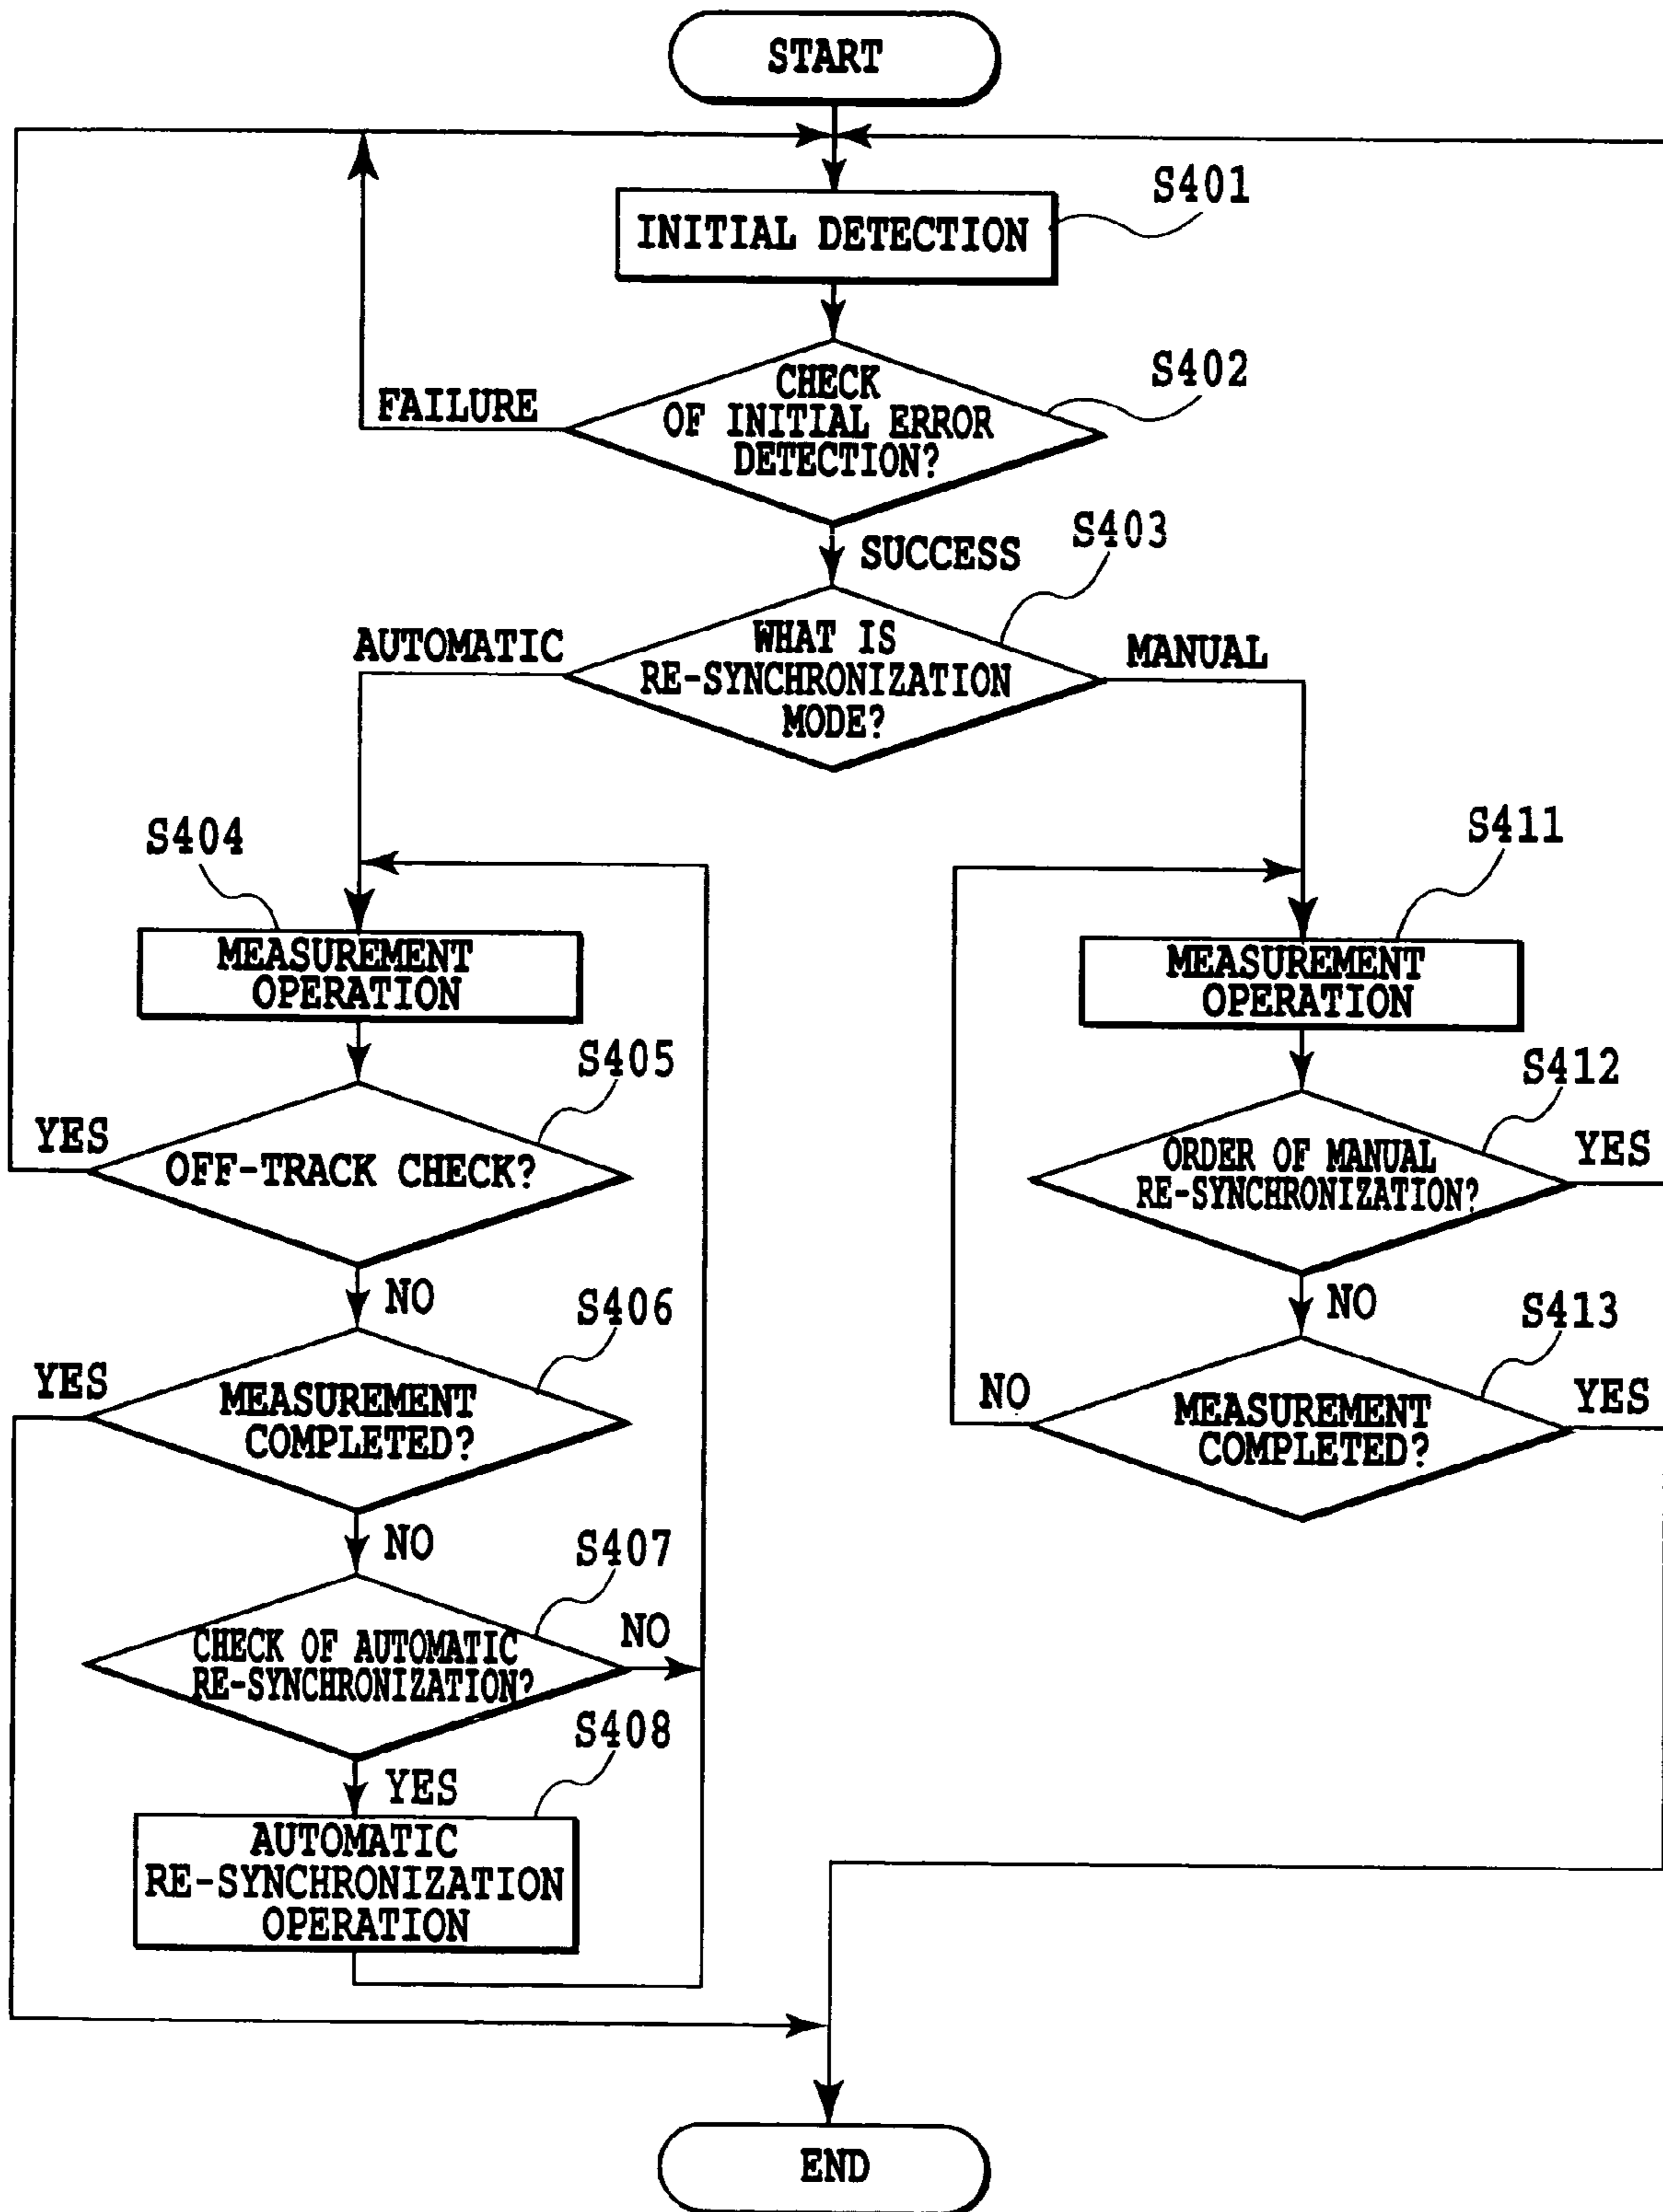 START
S401
INITIAL DETECTION
S402
CHECK
OF INITIAL ERROR
DETECTION?
FAILURE
SUCCESS
S403
WHAT IS
RE-SYNCHRONIZATION
MODE?
AUTOMATIC
MANUAL
S404
MEASUREMENT
OPERATION
S405
OFF-TRACK CHECK?
YES
NO
S406
MEASUREMENT
COMPLETED?
YES
NO
S407
CHECK OF AUTOMATIC
RE-SYNCHRONIZATION?
NO
YES
S408
AUTOMATIC
RE-SYNCHRONIZATION
OPERATION
S411
MEASUREMENT
OPERATION
S412
ORDER OF MANUAL
RE-SYNCHRONIZATION?
YES
NO
S413
MEASUREMENT
COMPLETED?
NO
YES
END